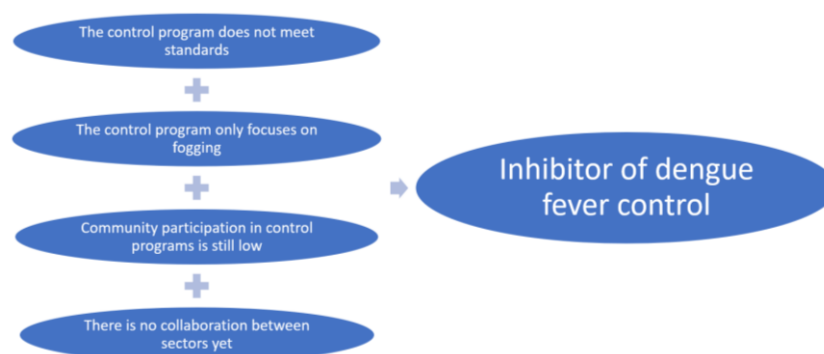 The control program does not meet
standards
The control program only focuses on
fogging
Community participation in control
programs is still low
There is no collaboration between
sectors yet
Inhibitor of dengue
fever control